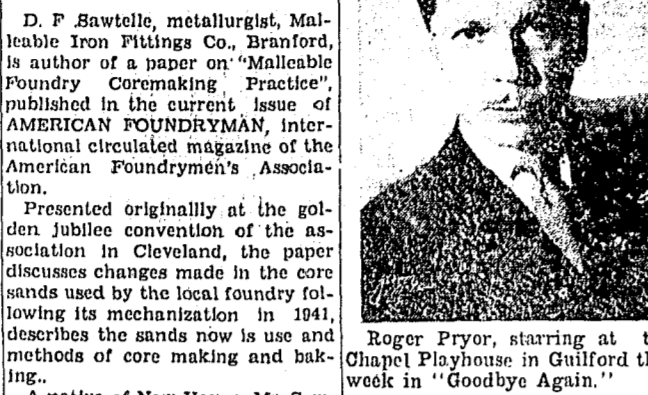 D. F .Sawtelle, metallurgist, Mal-
leable Iron Fittings Co., Branford,
is author of a paper on "Malleable
Foundry Coremaking Practice",
published in the current issue of
AMERICAN FOUNDRYMAN, inter-
national circulated magazine of the
American Foundrymen's Associa-
tion.
Presented originallly at the gol-
den jubilee convention of the as-
sociation in Cleveland, the paper
discusses changes made in the core
sands used by the local foundry fol-
lowing its mechanization in 1941,
describes the sands now is use and
methods of core making and bak-
ing..
A native of New
Roger Pryor, starring at
Chapel Playhouse in Guilford
week in "Goodbye Again."